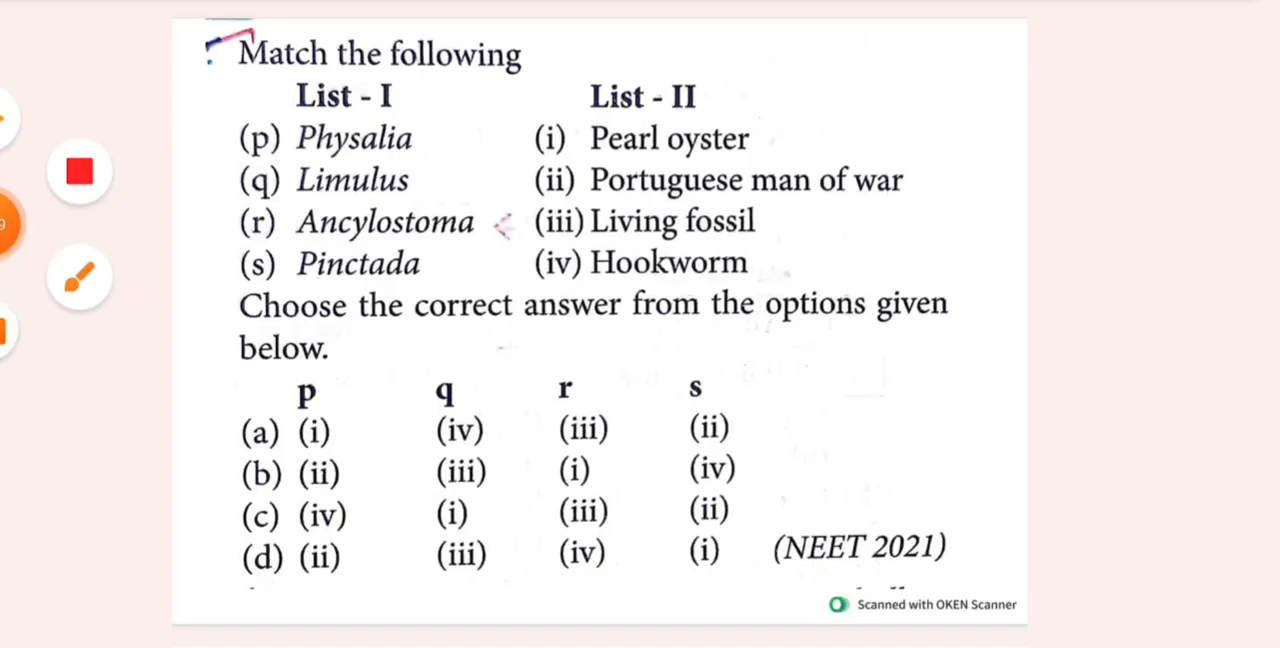 Match the following
List - I List - II
(p) Physalia (i) Pearl oyster
(q) Limulus (ii) Portuguese man of war
(r) Ancylostoma (iii) Living fossil
(s) Pinctada (iv) Hookworm
Choose the correct answer from the options given
below.
p q r s
(a) (i) (iv) (iii) (ii)
(b) (ii) (iii) (i) (iv)
(c) (iv) (i) (iii) (ii)
(d) (ii) (iii) (iv) (i) (NEET 2021)
Scanned with OKEN Scanner